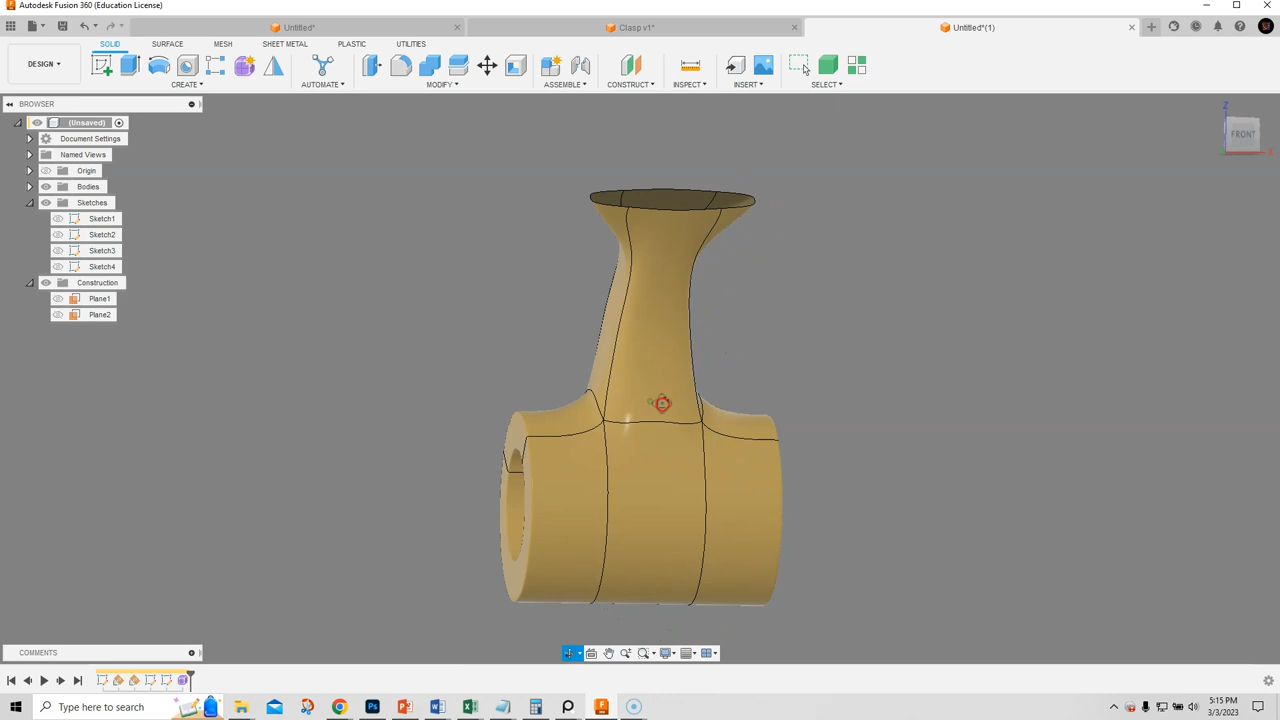 Autodesk Fusion 360 (Education License)
Untitled*
Clasp v1*
Untitled*(1)
SOLID
SURFACE
MESH
SHEET METAL
PLASTIC
UTILITIES
DESIGN
CREATE
AUTOMATE
MODIFY
ASSEMBLE
CONSTRUCT
INSPECT
INSERT
SELECT
BROWSER
(Unsaved)
Document Settings
Named Views
Origin
Bodies
Sketches
Sketch1
Sketch2
Sketch3
Sketch4
Construction
Plane1
Plane2
Z
FRONT
X
COMMENTS
Type here to search
5:15 PM
3/3/2023